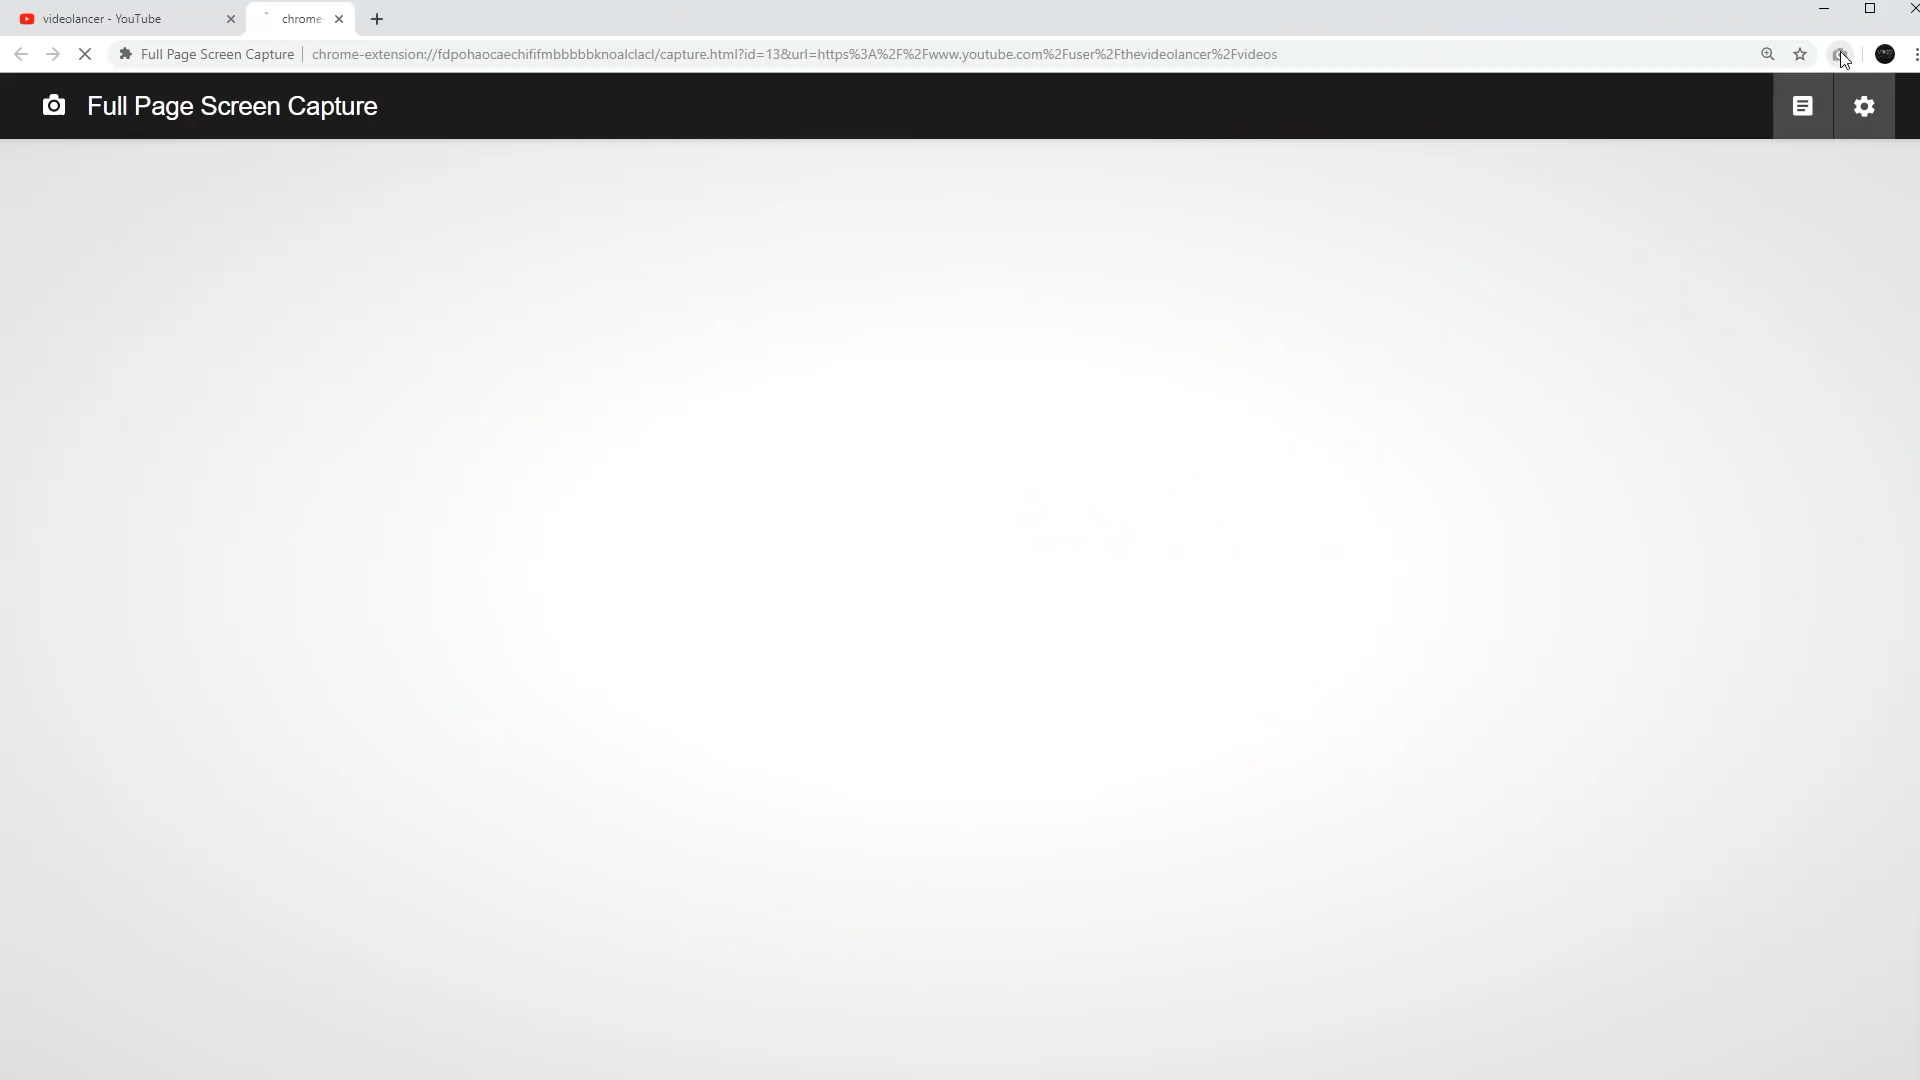 videolancer - YouTube
chrome
Full Page Screen Capture
chrome-extension://fdpohaocaechififmbbbbbknoalclacl/capture.html?id=13&url=https%3A%2F%2Fwww.youtube.com%2Fuser%2Fthevideolancer%2Fvideos
Full Page Screen Capture